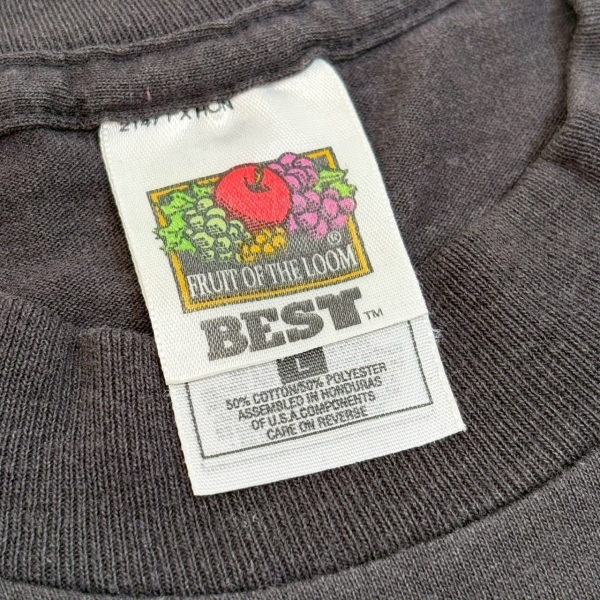 FRUIT OF THE LOOM
®
BEST™
L
50% COTTON/50% POLYESTER
ASSEMBLED IN HONDURAS
OF U.S.A. COMPONENTS
CARE ON REVERSE